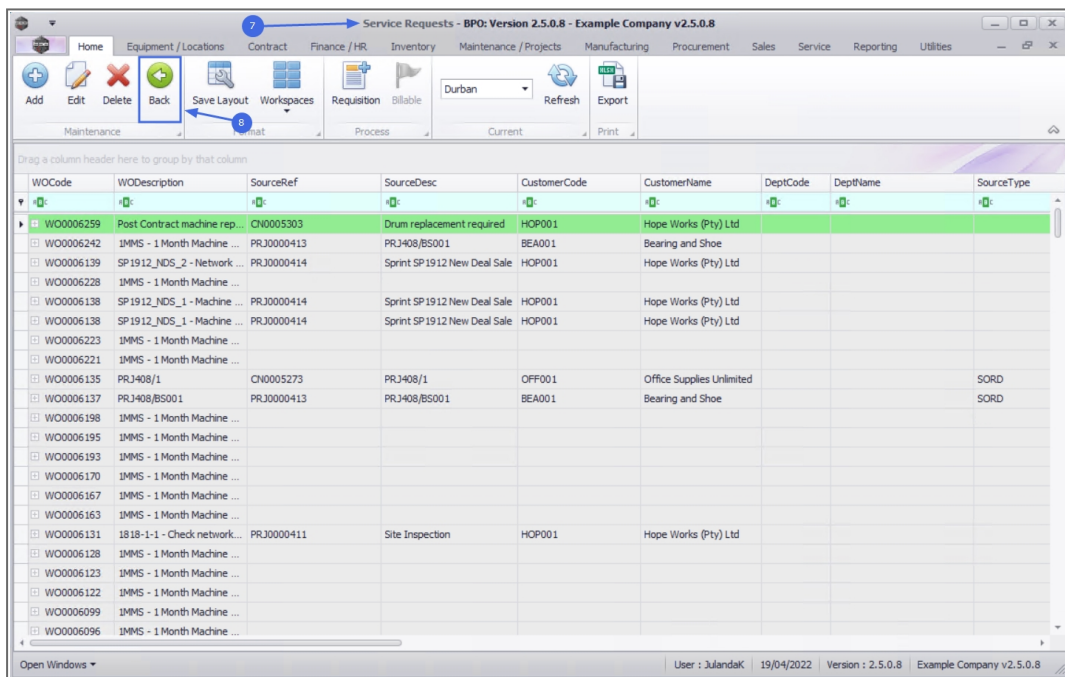 7
Service Requests - BPO: Version 2.5.0.8 - Example Company v2.5.0.8
Home Equipment / Locations Contract Finance / HR Inventory Maintenance / Projects Manufacturing Procurement Sales Service Reporting Utilities
Add Edit Delete Back Save Layout Workspaces Requisition Billable Durban Refresh Export
8
Maintenance Process Current Print
Drag a column header here to group by that column
WOCode WODescription SourceRef SourceDesc CustomerCode CustomerName DeptCode DeptName SourceType
WO0006259 Post Contract machine rep... CN0005303 Drum replacement required HOP001 Hope Works (Pty) Ltd
WO0006242 1MMS - 1 Month Machine ... PRJ0000413 PRJ408/BS001 BEA001 Bearing and Shoe
WO0006139 SP1912_NDS_2 - Network ... PRJ0000414 Sprint SP1912 New Deal Sale HOP001 Hope Works (Pty) Ltd
WO0006228 1MMS - 1 Month Machine ...
WO0006138 SP1912_NDS_1 - Machine ... PRJ0000414 Sprint SP1912 New Deal Sale HOP001 Hope Works (Pty) Ltd
WO0006138 SP1912_NDS_1 - Machine ... PRJ0000414 Sprint SP1912 New Deal Sale HOP001 Hope Works (Pty) Ltd
WO0006223 1MMS - 1 Month Machine ...
WO0006221 1MMS - 1 Month Machine ...
WO0006135 PRJ408/1 CN0005273 PRJ408/1 OFF001 Office Supplies Unlimited SORD
WO0006137 PRJ408/BS001 PRJ0000413 PRJ408/BS001 BEA001 Bearing and Shoe SORD
WO0006198 1MMS - 1 Month Machine ...
WO0006195 1MMS - 1 Month Machine ...
WO0006193 1MMS - 1 Month Machine ...
WO0006170 1MMS - 1 Month Machine ...
WO0006167 1MMS - 1 Month Machine ...
WO0006163 1MMS - 1 Month Machine ...
WO0006131 1818-1-1 - Check network... PRJ0000411 Site Inspection HOP001 Hope Works (Pty) Ltd
WO0006128 1MMS - 1 Month Machine ...
WO0006123 1MMS - 1 Month Machine ...
WO0006122 1MMS - 1 Month Machine ...
WO0006099 1MMS - 1 Month Machine ...
WO0006096 1MMS - 1 Month Machine ...
Open Windows User : JulandaK 19/04/2022 Version : 2.5.0.8 Example Company v2.5.0.8